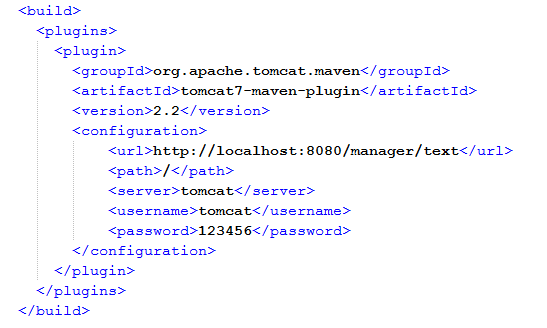 <build>
<plugins>
<plugin>
<groupId>org.apache.tomcat.maven</groupId>
<artifactId>tomcat7-maven-plugin</artifactId>
<version>2.2</version>
<configuration>
<url>http://localhost:8080/manager/text</url>
<path>/</path>
<server>tomcat</server>
<username>tomcat</username>
<password>123456</password>
</configuration>
</plugin>
</plugins>
</build>